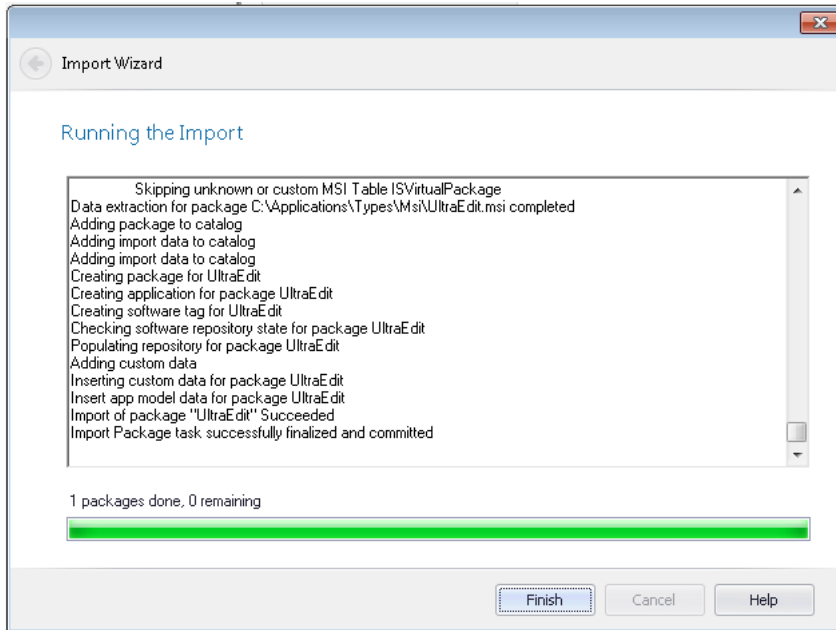 Import Wizard
Running the Import
Skipping unknown or custom MSI Table ISVirtualPackage
Data extraction for package C:\Applications\Types\Msi\UltraEdit.msi completed
Adding package to catalog
Adding import data to catalog
Adding import data to catalog
Creating package for UltraEdit
Creating application for package UltraEdit
Creating software tag for UltraEdit
Checking software repository state for package UltraEdit
Populating repository for package UltraEdit
Adding custom data
Inserting custom data for package UltraEdit
Insert app model data for package UltraEdit
Import of package "UltraEdit" Succeeded
Import Package task successfully finalized and committed
1 packages done, 0 remaining
Finish Cancel Help